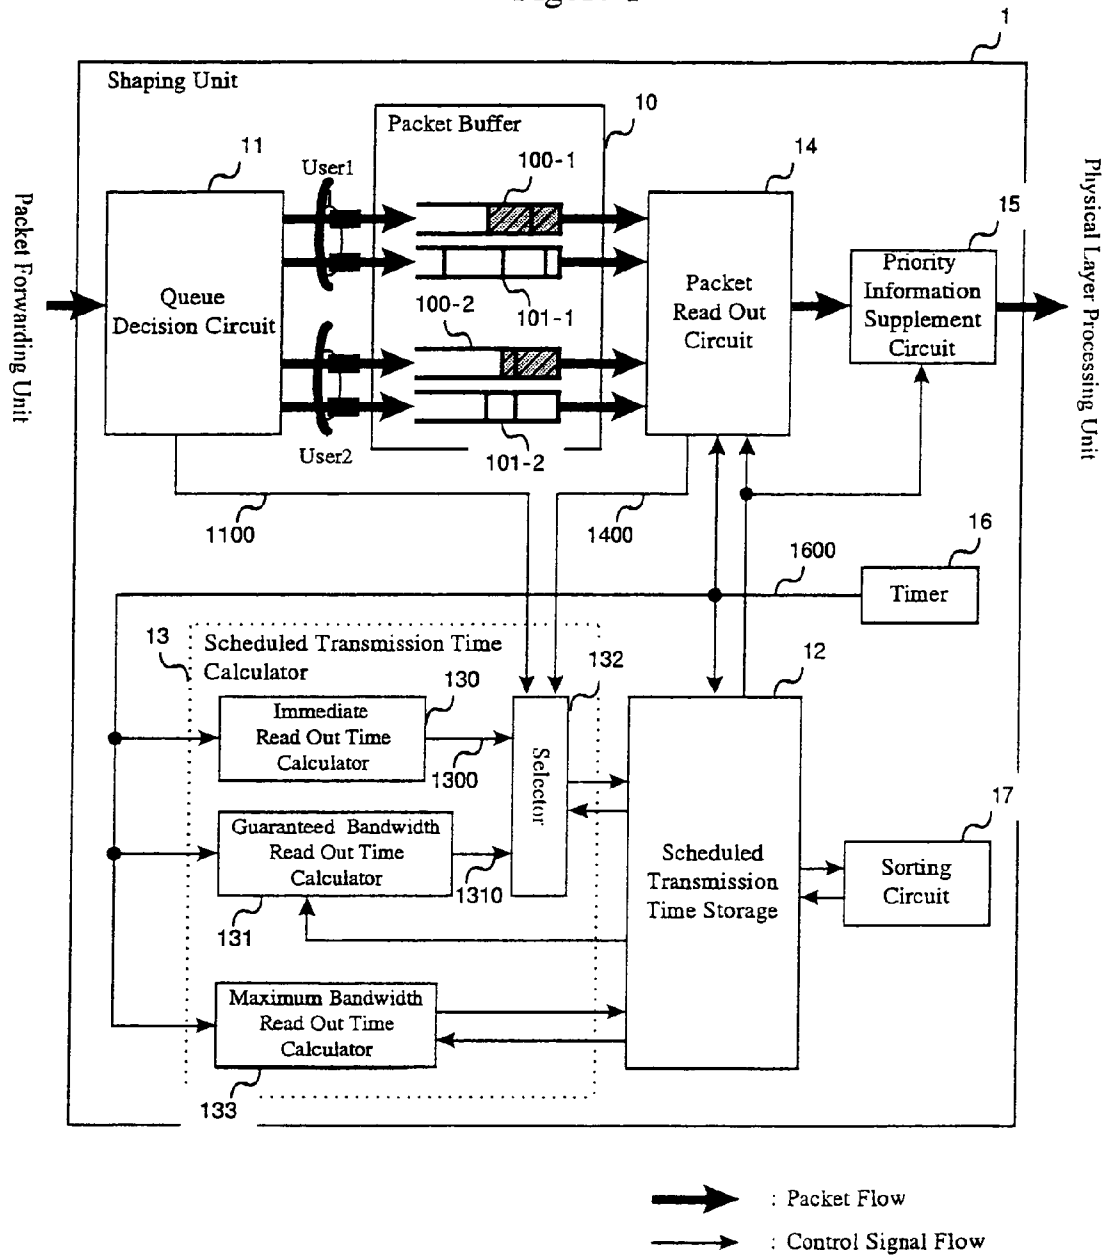 1
Shaping Unit
10
Packet Buffer
11
User1
100-1
14
15
Packet Forwarding Unit
Queue
Decision Circuit
100-2
101-1
Packet
Read Out
Circuit
Priority
Information
Supplement
Circuit
Physical Layer Processing Unit
User2
101-2
1100
1400
16
1600
Timer
13
Scheduled Transmission Time
Calculator
132
12
130
Immediate
Read Out Time
Calculator
1300
Selector
17
Guaranteed Bandwidth
Read Out Time
Calculator
1310
131
Scheduled
Transmission
Time Storage
Sorting
Circuit
Maximum Bandwidth
Read Out Time
Calculator
133
: Packet Flow
: Control Signal Flow